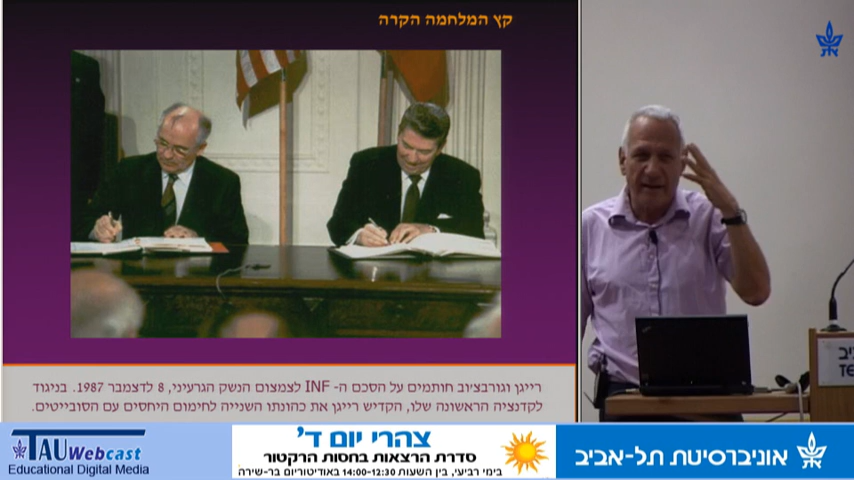 קץ המלחמה הקרה
רייגן וגורבצ'וב חותמים על הסכם ה- INF לצמצום הנשק הגרעיני, 8 לדצמבר 1987. בניגוד
לקדנציה הראשונה שלו, הקדיש רייגן את כהונתו השנייה לחימום היחסים עם הסובייטים.
TAU Webcast
Educational Digital Media
צהרי יום ד'
סדרת הרצאות בחסות הרקטור
בימי רביעי, בין השעות 14:00-12:30 באודיטוריום בר-שירה
אוניברסיטת תל-אביב